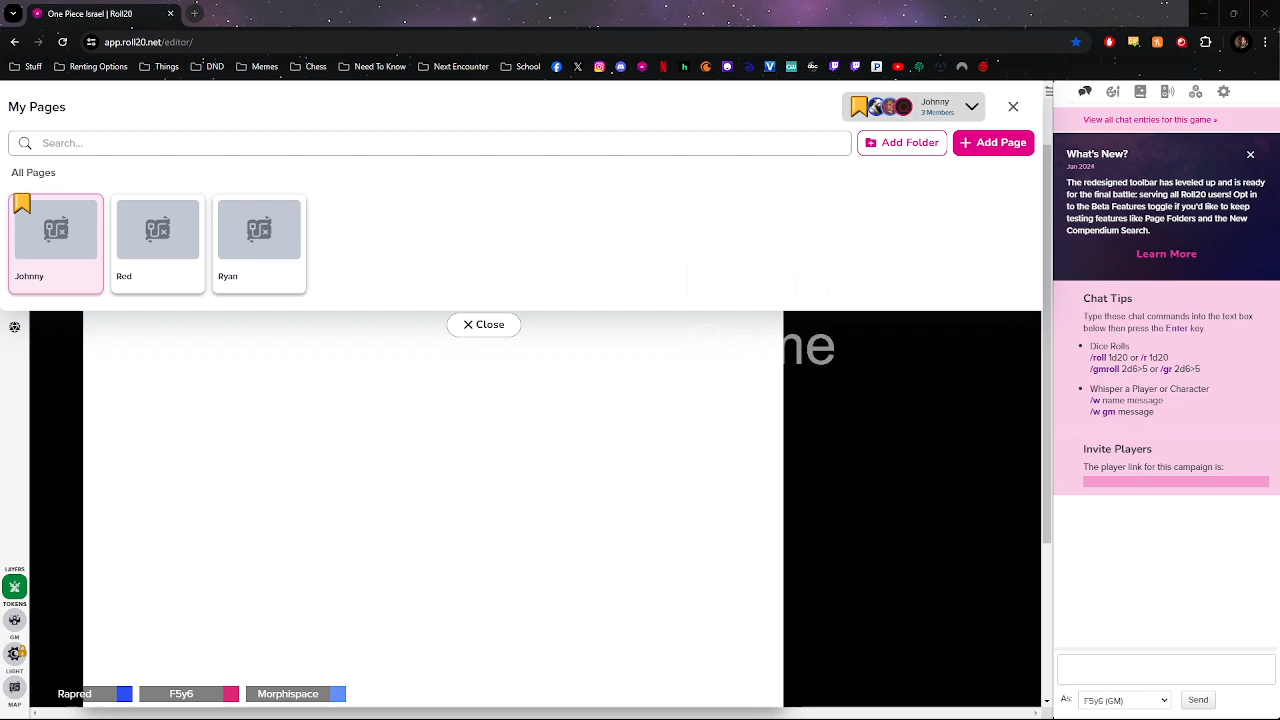 One Piece Israel | Roll20
app.roll20.net/editor/
Stuff
Renting Options
Things
DND
Memes
Chess
Need To Know
Next Encounter
School
My Pages
Johnny
3 Members
Search...
Add Folder
Add Page
All Pages
Johnny
Red
Ryan
Close
LAYERS
TOKENS
GM
LIGHT
MAP
Rapred
F5y6
Morphispace
View all chat entries for this game »
What's New?
Jan 2024
The redesigned toolbar has leveled up and is ready
for the final battle: serving all Roll20 users! Opt in
to the Beta Features toggle if you'd like to keep
testing features like Page Folders and the New
Compendium Search.
Learn More
Chat Tips
Type these chat commands into the text box
below then press the Enter key.
• Dice Rolls
/roll 1d20 or /r 1d20
/gmroll 2d6>5 or /gr 2d6>5
• Whisper a Player or Character
/w name message
/w gm message
Invite Players
The player link for this campaign is:
As: F5y6 (GM)
Send